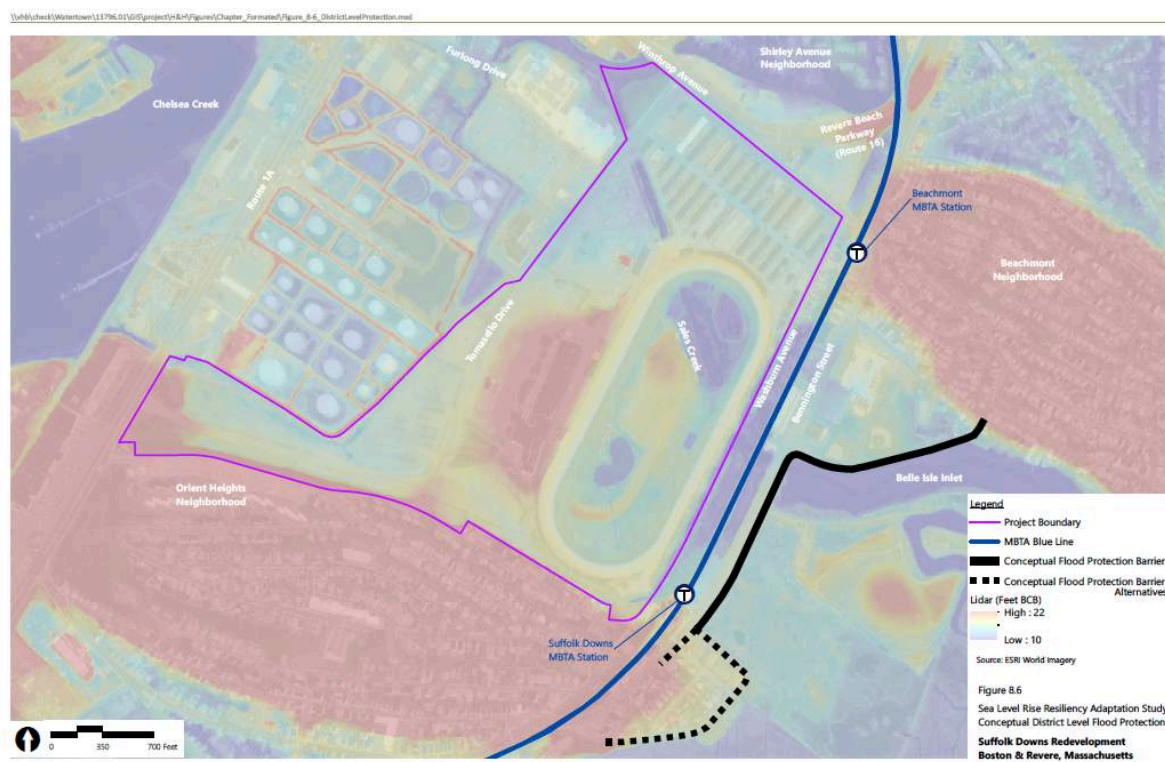 \\vhb\check\Watertown\13796.01\GIS\project\H&H\Figures\Chapter_Formated\Figure_8-6_DistrictLevelProtection.mxd
Chelsea Creek
Furlong Drive
Winthrop Avenue
Shirley Avenue
Neighborhood
Revere Beach
Parkway
(Route 16)
Route 1A
Beachmont
MBTA Station
Beachmont
Neighborhood
Tomasello Drive
Sales Creek
Washburn Avenue
Bennington Street
Orient Heights
Neighborhood
Belle Isle Inlet
T
T
Suffolk Downs
MBTA Station
Legend
Project Boundary
MBTA Blue Line
Conceptual Flood Protection Barrier
Conceptual Flood Protection Barrier
Alternatives
Lidar (Feet BCB)
High : 22
Low : 10
Source: ESRI World Imagery
Figure 8.6
Sea Level Rise Resiliency Adaptation Study
Conceptual District Level Flood Protection
Suffolk Downs Redevelopment
Boston & Revere, Massachusetts
0 350 700 Feet